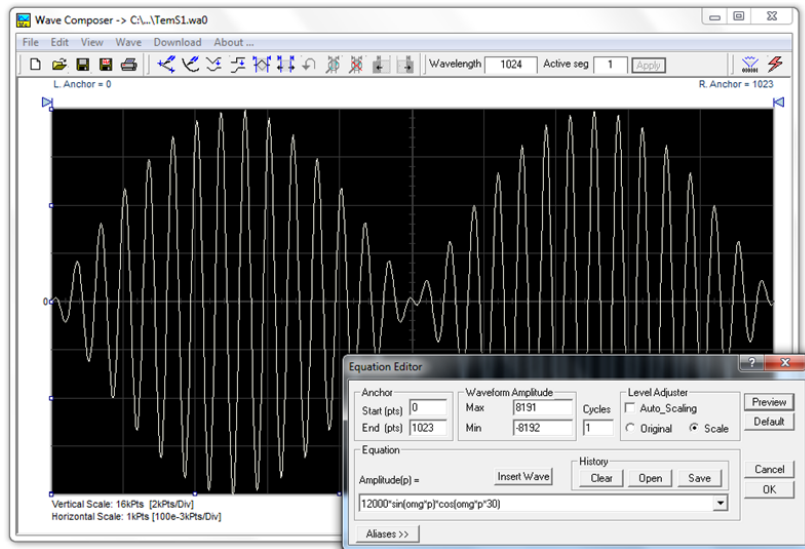 Wave Composer -> C:\...\TemS1.wa0
File Edit View Wave Download About ...
Wavelength 1024 Active seg 1 Apply
L. Anchor = 0 R. Anchor = 1023
0
Vertical Scale: 16kPts [2kPts/Div]
Horizontal Scale: 1kPts [100e-3kPts/Div]
Equation Editor
Anchor
Start (pts) 0
End (pts) 1023
Waveform Amplitude
Max 8191
Min -8192
Cycles
1
Level Adjuster
Auto_Scaling
Original Scale
Preview
Default
Equation
Amplitude(p) =
Insert Wave
History
Clear Open Save
12000*sin(omg*p)*cos(omg*p*30)
Cancel
OK
Aliases >>